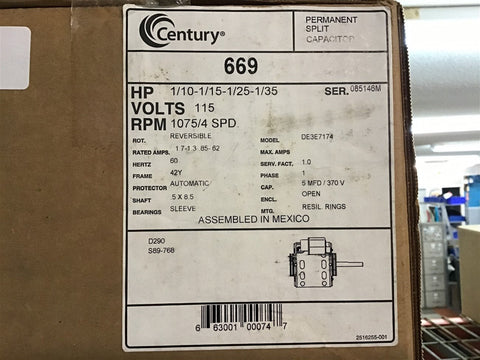 Century®
PERMANENT
SPLIT
CAPACITOR
669
HP 1/10-1/15-1/25-1/35 SER. 085146M
VOLTS 115
RPM 1075/4 SPD.
ROT. REVERSIBLE MODEL DE3E7174
RATED AMPS. 1.7-1.3 .85-.62 MAX. AMPS
HERTZ 60 SERV. FACT. 1.0
FRAME 42Y PHASE 1
PROTECTOR AUTOMATIC CAP. 5 MFD / 370 V
SHAFT .5 X 8.5 ENCL. OPEN
BEARINGS SLEEVE MTG. RESIL RINGS
ASSEMBLED IN MEXICO
D290
S89-768
6 63001 00074 7
2516255-001